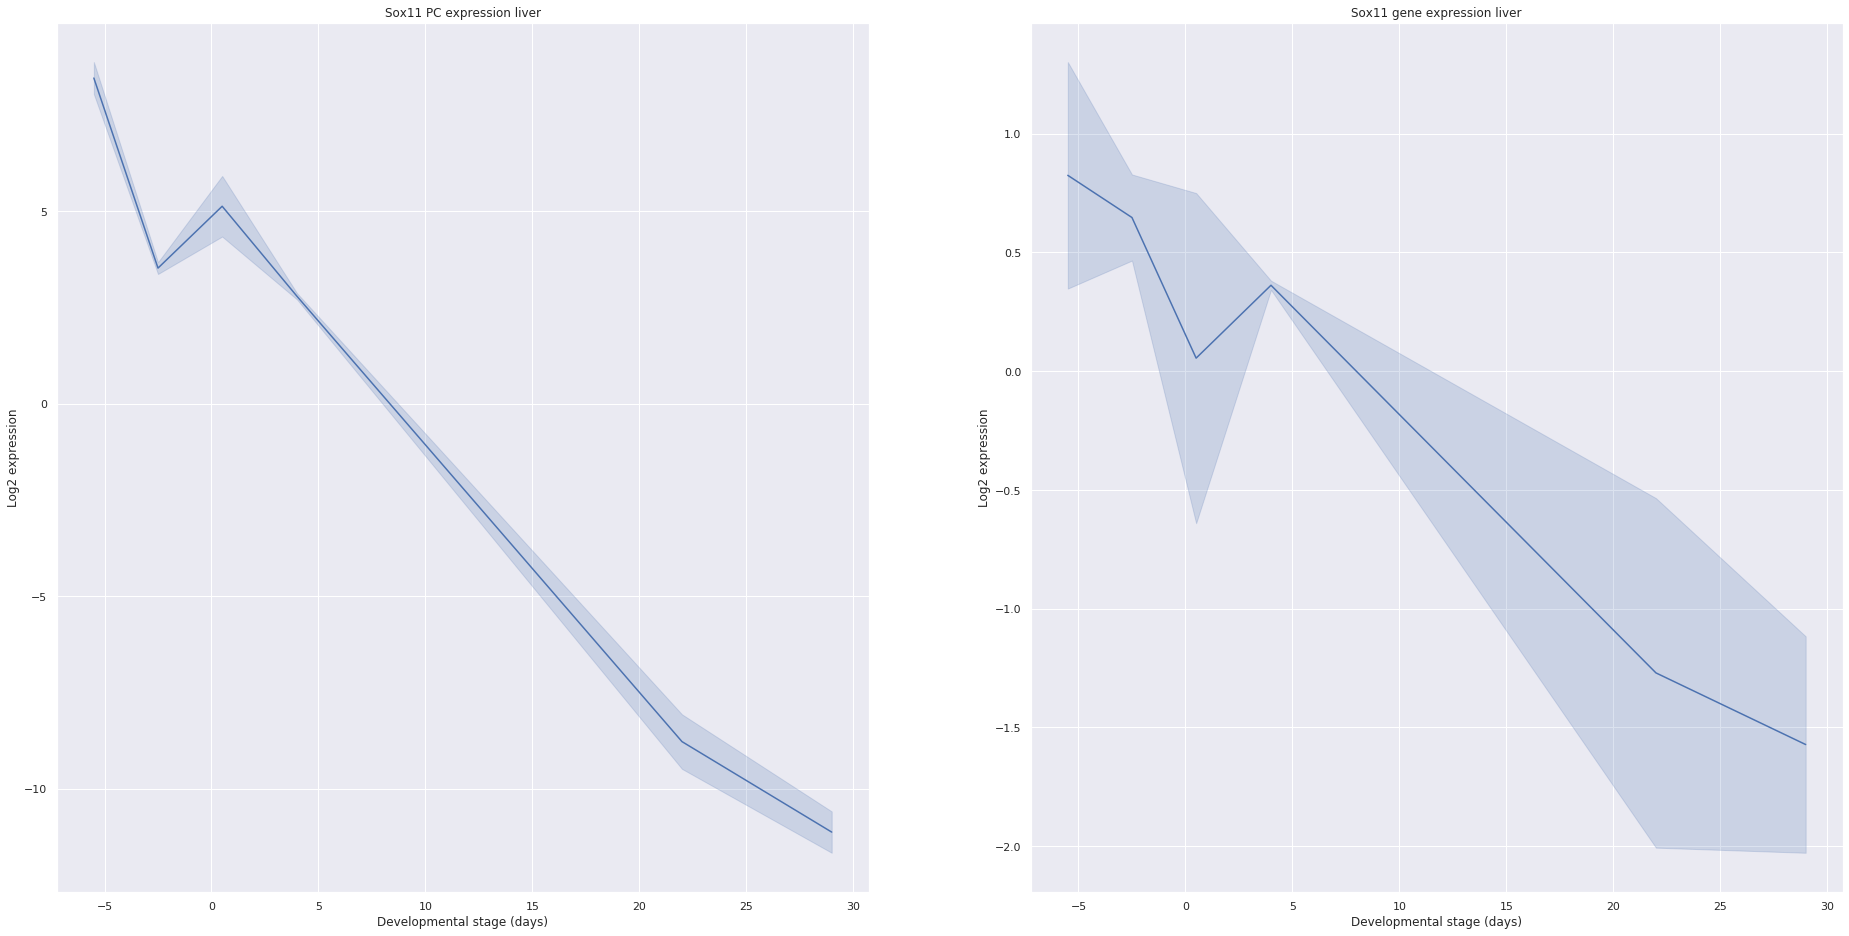 Sox11 PC expression liver
Log2 expression
5
0
−5
−10
−5 0 5 10 15 20 25 30
Developmental stage (days)
Sox11 gene expression liver
Log2 expression
1.0
0.5
0.0
−0.5
−1.0
−1.5
−2.0
−5 0 5 10 15 20 25 30
Developmental stage (days)